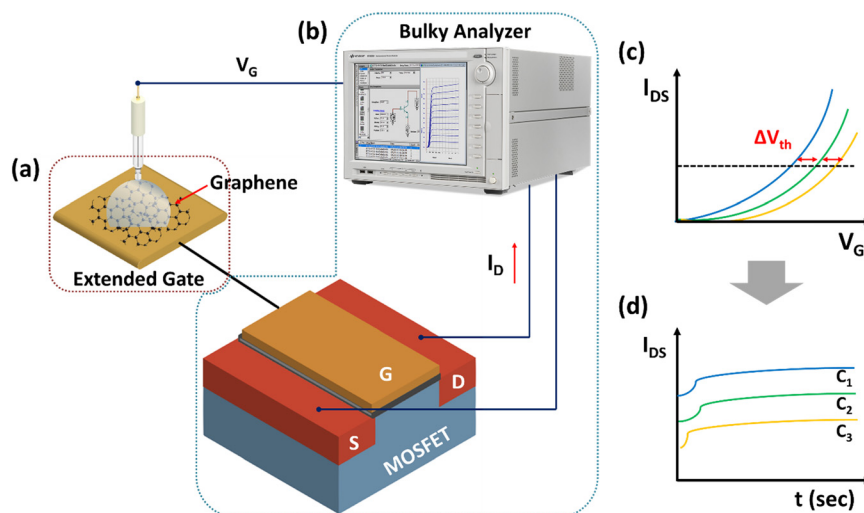 (a)
Graphene
Extended Gate
V_G
(b)
Bulky Analyzer
I_D
G
D
S
MOSFET
(c)
I_DS
ΔV_th
V_G
(d)
I_DS
C_1
C_2
C_3
t (sec)